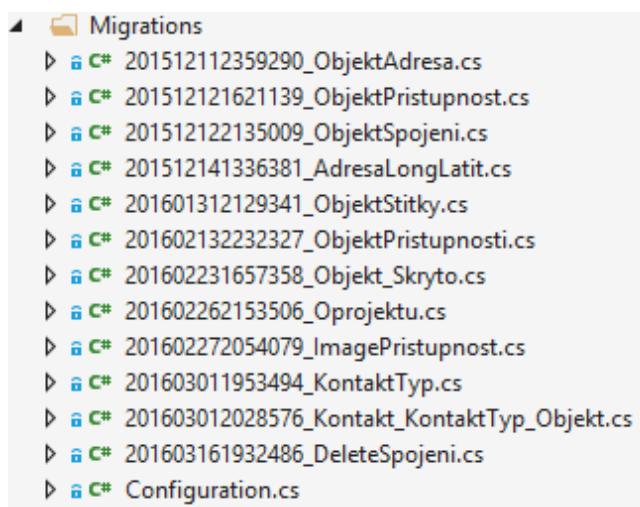 Migrations
C# 201512112359290_ObjektAdresa.cs
C# 201512121621139_ObjektPristupnost.cs
C# 201512122135009_ObjektSpojeni.cs
C# 201512141336381_AdresaLongLatit.cs
C# 201601312129341_ObjektStitky.cs
C# 201602132232327_ObjektPristupnosti.cs
C# 201602231657358_Objekt_Skryto.cs
C# 201602262153506_Oprojektu.cs
C# 201602272054079_ImagePristupnost.cs
C# 201603011953494_KontaktTyp.cs
C# 201603012028576_Kontakt_KontaktTyp_Objekt.cs
C# 201603161932486_DeleteSpojeni.cs
C# Configuration.cs